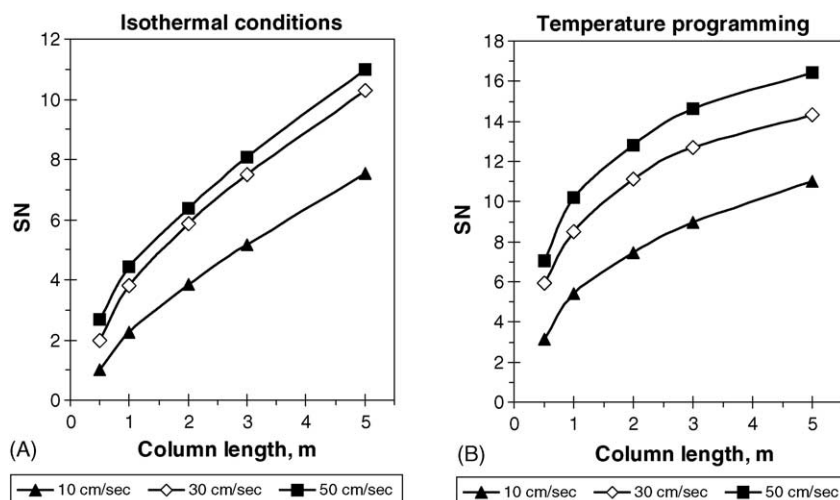 Isothermal conditions
12
10
8
6
4
2
0
SN
0 1 2 3 4 5
(A) Column length, m
10 cm/sec 30 cm/sec 50 cm/sec
Temperature programming
18
16
14
12
10
8
6
4
2
0
SN
0 1 2 3 4 5
(B) Column length, m
10 cm/sec 30 cm/sec 50 cm/sec